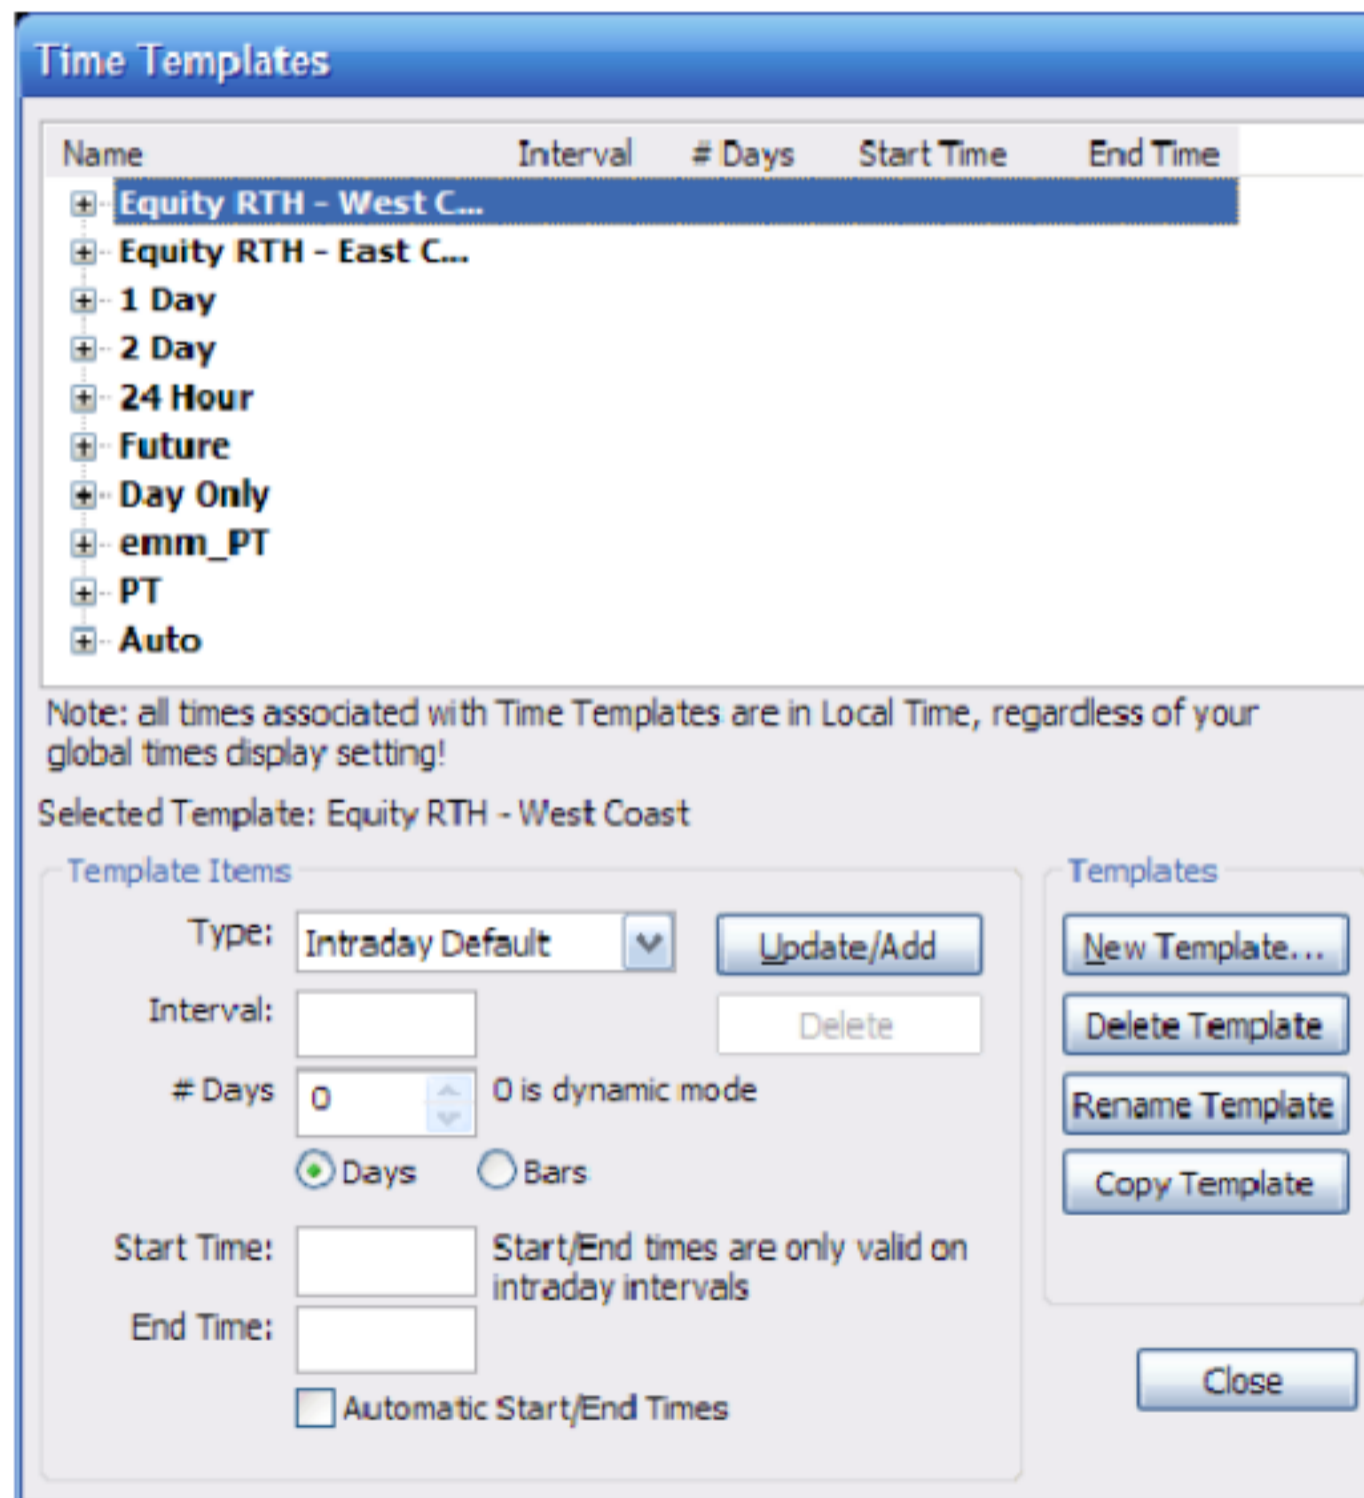 Time Templates
Name Interval # Days Start Time End Time
Equity RTH - West C...
Equity RTH - East C...
1 Day
2 Day
24 Hour
Future
Day Only
emm_PT
PT
Auto
Note: all times associated with Time Templates are in Local Time, regardless of your
global times display setting!
Selected Template: Equity RTH - West Coast
Template Items
Type: Intraday Default Update/Add
Interval: Delete
# Days 0 0 is dynamic mode
Days Bars
Start Time: Start/End times are only valid on
intraday intervals
End Time:
Automatic Start/End Times
Templates
New Template...
Delete Template
Rename Template
Copy Template
Close